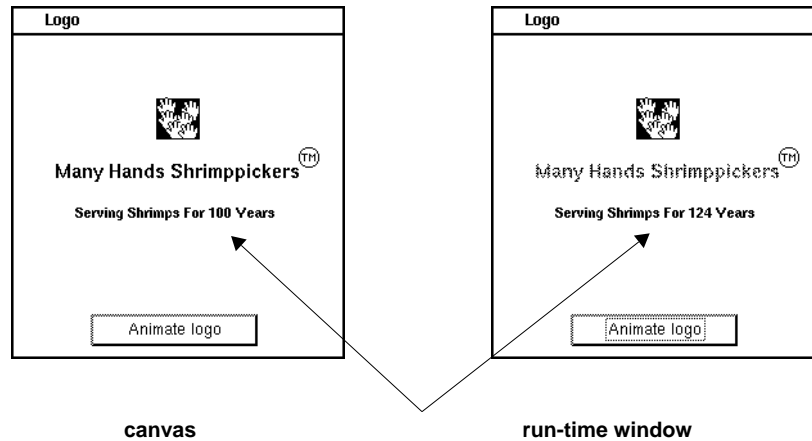 Logo
Many Hands Shrimppickers TM
Serving Shrimps For 100 Years
Animate logo
canvas
Logo
Many Hands Shrimppickers TM
Serving Shrimps For 124 Years
Animate logo
run-time window